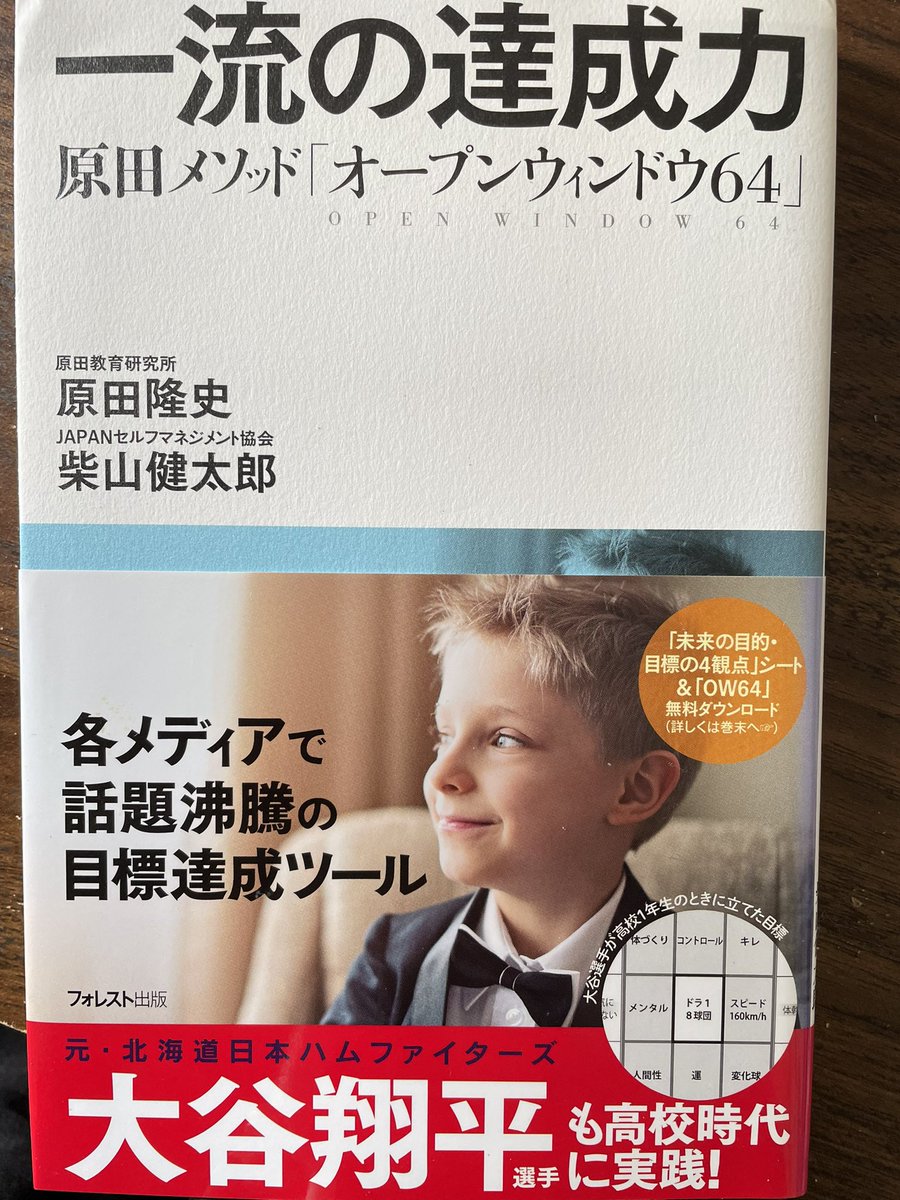 一流の達成力
原田メソッド「オープンウィンドウ64」
OPEN WINDOW 64
原田教育研究所
原田隆史
JAPANセルフマネジメント協会
柴山健太郎
「未来の目的・
目標の4観点」シート
&「OW64」
無料ダウンロード
(詳しくは巻末へ☞)
各メディアで
話題沸騰の
目標達成ツール
大谷選手が高校1年生のときに立てた目標
体づくり コントロール キレ
メンタル ドラ1 スピード 体幹
8球団 160km/h
人間性 運 変化球
フォレスト出版
元・北海道日本ハムファイターズ
大谷翔平選手も高校時代
に実践!